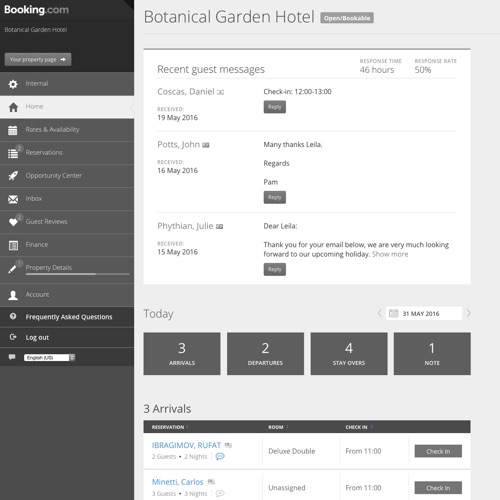 Booking.com
Botanical Garden Hotel
Your property page →
Internal
Home
Rates & Availability
Reservations
Opportunity Center
Inbox
Guest Reviews
Finance
Property Details
Account
Frequently Asked Questions
Log out
English (US)
Botanical Garden Hotel
Open/Bookable
Recent guest messages
RESPONSE TIME
46 hours
RESPONSE RATE
50%
Coscas, Daniel
RECEIVED:
19 May 2016
Check-in: 12:00-13:00
Reply
Potts, John
RECEIVED:
16 May 2016
Many thanks Leila.
Regards
Pam
Reply
Phythian, Julie
RECEIVED:
15 May 2016
Dear Leila:
Thank you for your email below, we are very much looking
forward to our upcoming holiday. Show more
Reply
Today
31 MAY 2016
3
ARRIVALS
2
DEPARTURES
4
STAY OVERS
1
NOTE
3 Arrivals
RESERVATION
ROOM
CHECK IN
IBRAGIMOV, RUFAT
2 Guests • 2 Nights
Deluxe Double
From 11:00
Check In
Minetti, Carlos
3 Guests • 3 Nights
Unassigned
From 11:00
Check In